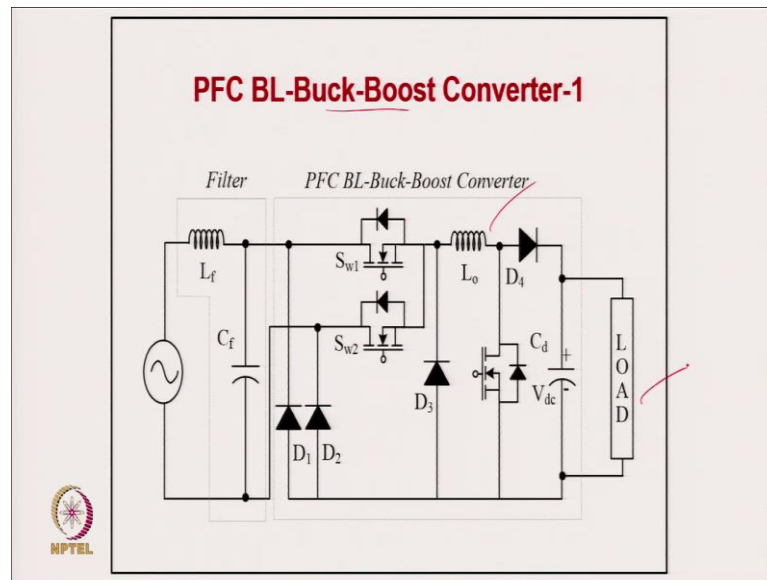 PFC BL-Buck-Boost Converter-1
Filter
PFC BL-Buck-Boost Converter
Lf
Cf
Sw1
Sw2
D1
D2
D3
Lo
D4
Cd
+
Vdc
-
LOAD
NPTEL